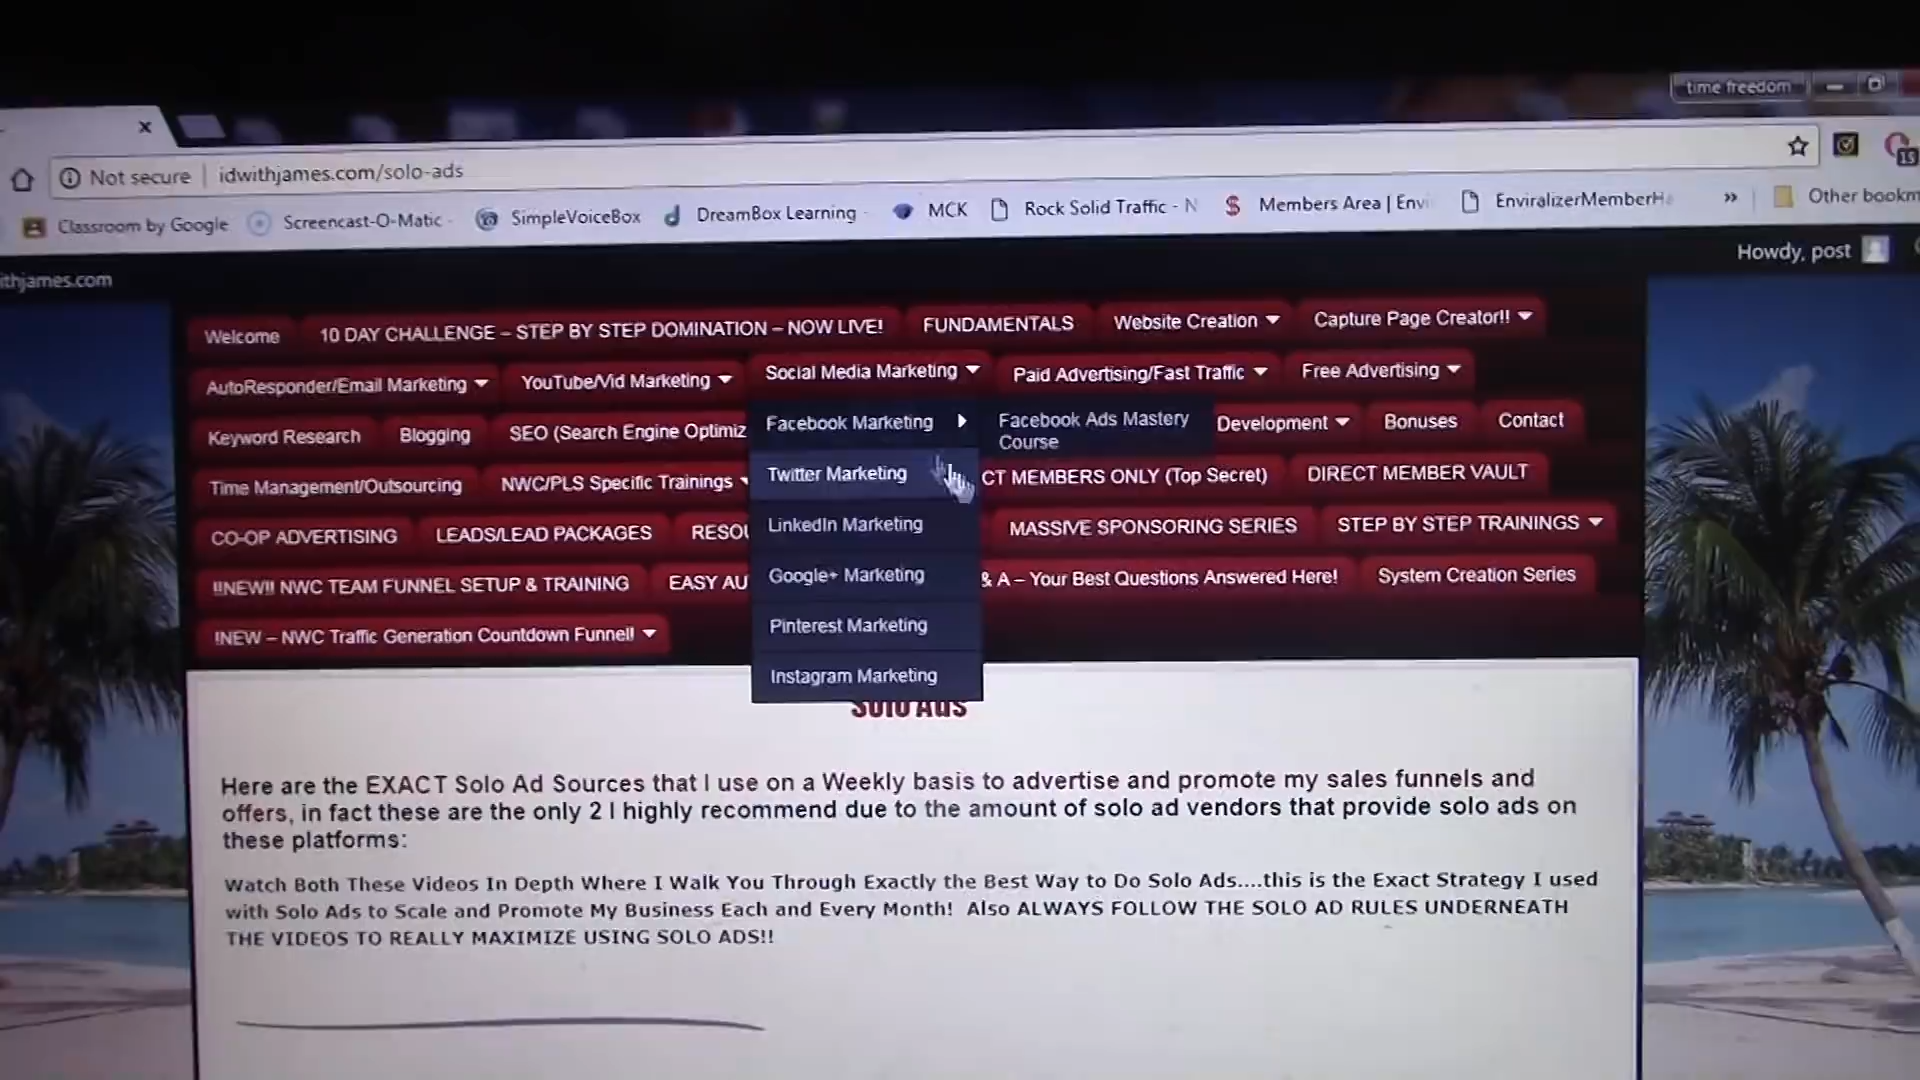 time freedom
x
Not secure idwithjames.com/solo-ads
15
Classroom by Google Screencast-O-Matic - SimpleVoiceBox DreamBox Learning - MCK Rock Solid Traffic - N Members Area | Envi EnviralizerMemberHa » Other bookm
ithjames.com Howdy, post
Welcome 10 DAY CHALLENGE – STEP BY STEP DOMINATION – NOW LIVE! FUNDAMENTALS Website Creation Capture Page Creator!!
AutoResponder/Email Marketing YouTube/Vid Marketing Social Media Marketing Paid Advertising/Fast Traffic Free Advertising
Keyword Research Blogging SEO (Search Engine Optimiz Facebook Marketing Facebook Ads Mastery Course Development Bonuses Contact
Time Management/Outsourcing NWC/PLS Specific Trainings Twitter Marketing CT MEMBERS ONLY (Top Secret) DIRECT MEMBER VAULT
CO-OP ADVERTISING LEADS/LEAD PACKAGES RESOU LinkedIn Marketing MASSIVE SPONSORING SERIES STEP BY STEP TRAININGS
!!NEW!! NWC TEAM FUNNEL SETUP & TRAINING EASY AU Google+ Marketing & A – Your Best Questions Answered Here! System Creation Series
!NEW – NWC Traffic Generation Countdown Funnel! Pinterest Marketing
Instagram Marketing
Solo Ads
Here are the EXACT Solo Ad Sources that I use on a Weekly basis to advertise and promote my sales funnels and
offers, in fact these are the only 2 I highly recommend due to the amount of solo ad vendors that provide solo ads on
these platforms:
Watch Both These Videos In Depth Where I Walk You Through Exactly the Best Way to Do Solo Ads....this is the Exact Strategy I used
with Solo Ads to Scale and Promote My Business Each and Every Month! Also ALWAYS FOLLOW THE SOLO AD RULES UNDERNEATH
THE VIDEOS TO REALLY MAXIMIZE USING SOLO ADS!!